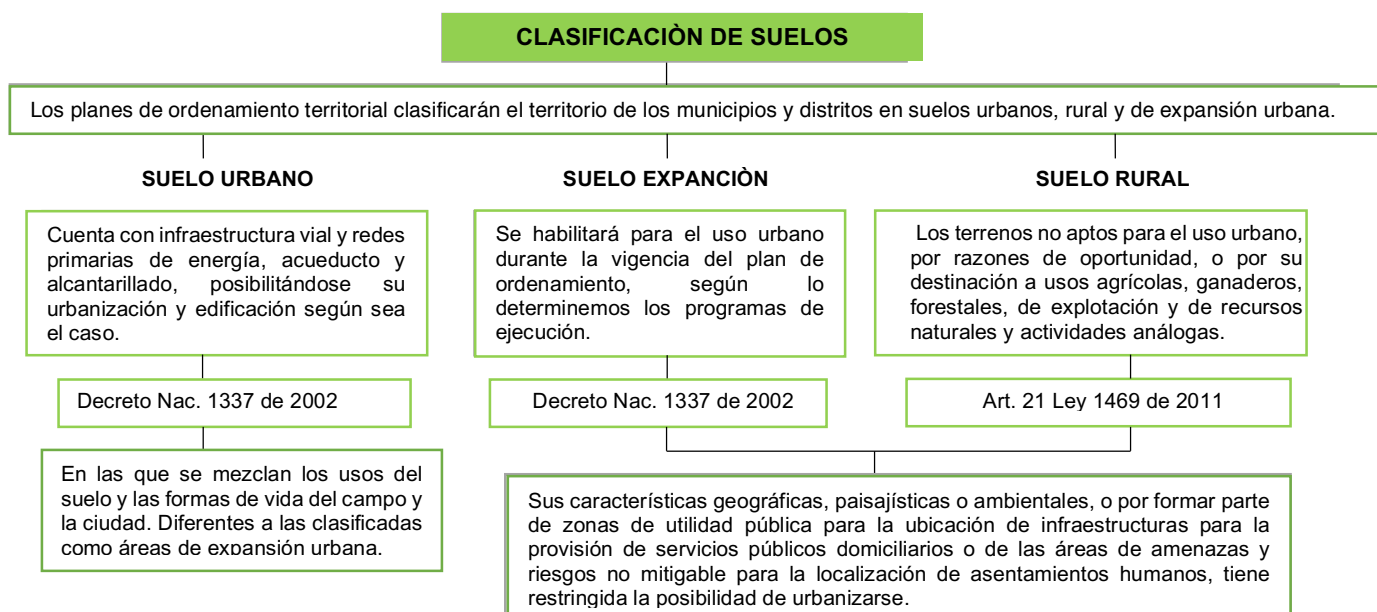 CLASIFICACIÒN DE SUELOS
Los planes de ordenamiento territorial clasificarán el territorio de los municipios y distritos en suelos urbanos, rural y de expansión urbana.
SUELO URBANO
Cuenta con infraestructura vial y redes
primarias de energía, acueducto y
alcantarillado, posibilitándose su
urbanización y edificación según sea
el caso.
Decreto Nac. 1337 de 2002
En las que se mezclan los usos del
suelo y las formas de vida del campo y
la ciudad. Diferentes a las clasificadas
como áreas de expansión urbana.
SUELO EXPANCIÒN
Se habilitará para el uso urbano
durante la vigencia del plan de
ordenamiento, según lo
determinemos los programas de
ejecución.
Decreto Nac. 1337 de 2002
SUELO RURAL
Los terrenos no aptos para el uso urbano,
por razones de oportunidad, o por su
destinación a usos agrícolas, ganaderos,
forestales, de explotación y de recursos
naturales y actividades análogas.
Art. 21 Ley 1469 de 2011
Sus características geográficas, paisajísticas o ambientales, o por formar parte
de zonas de utilidad pública para la ubicación de infraestructuras para la
provisión de servicios públicos domiciliarios o de las áreas de amenazas y
riesgos no mitigable para la localización de asentamientos humanos, tiene
restringida la posibilidad de urbanizarse.